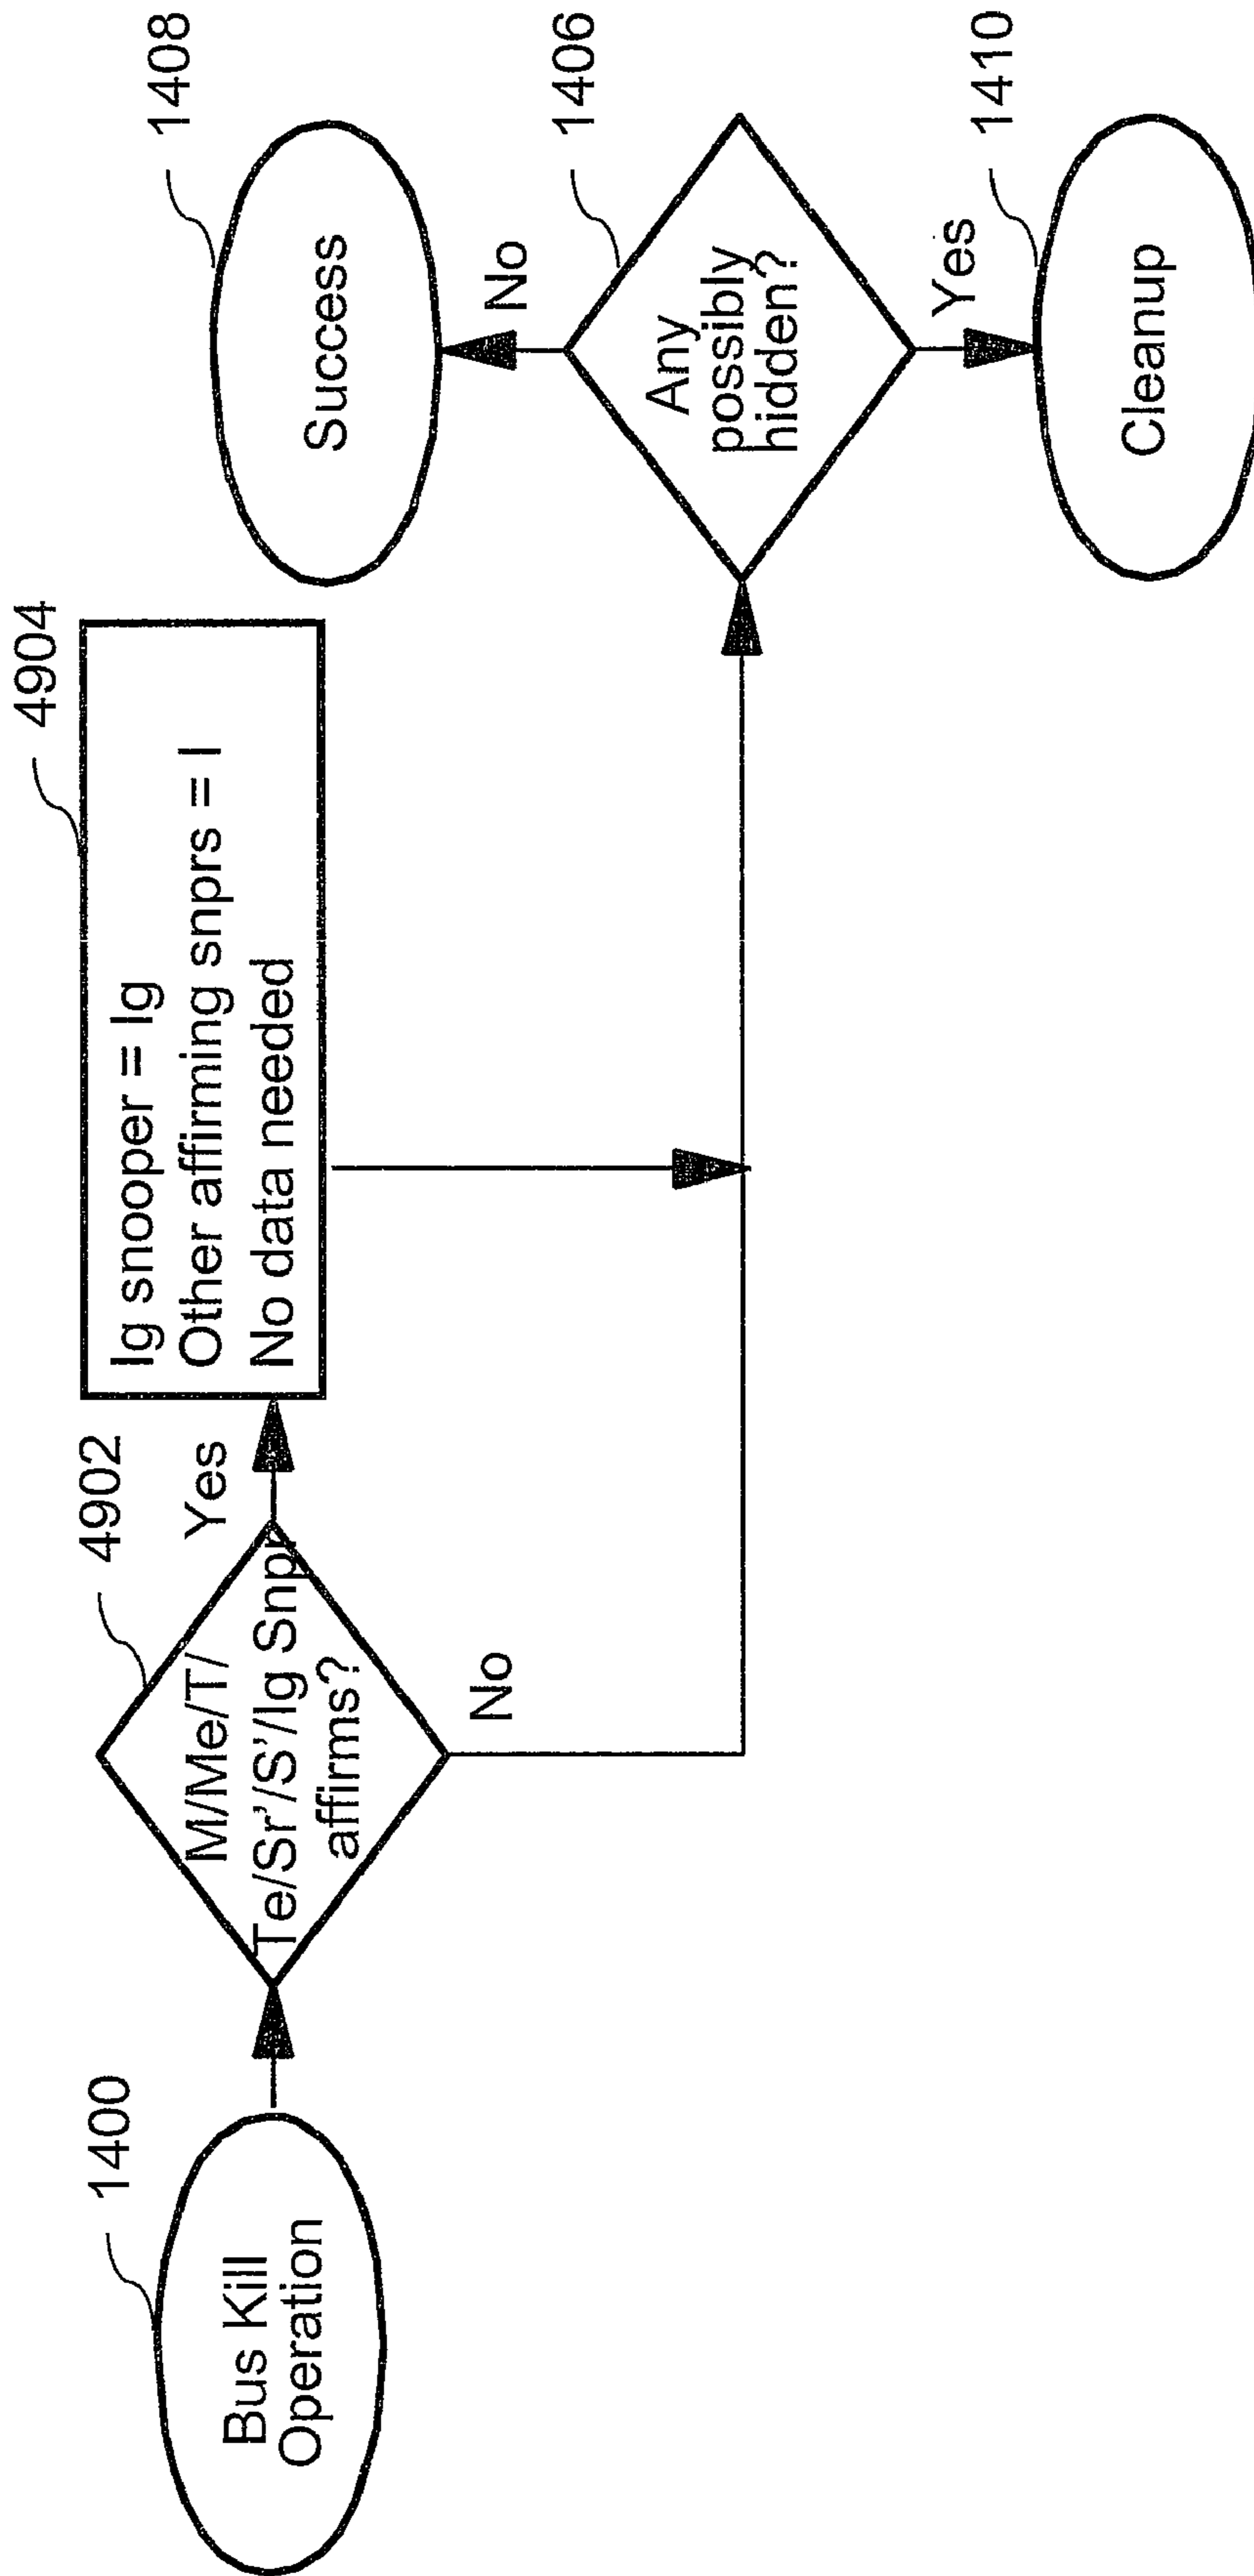 1400
Bus Kill
Operation
4902
M/Me/T/
Te/Sr'/S'/Ig Snpr
affirms?
Yes
No
4904
Ig snooper = Ig
Other affirming snprs = I
No data needed
1406
Any
possibly
hidden?
No
1408
Success
Yes
1410
Cleanup